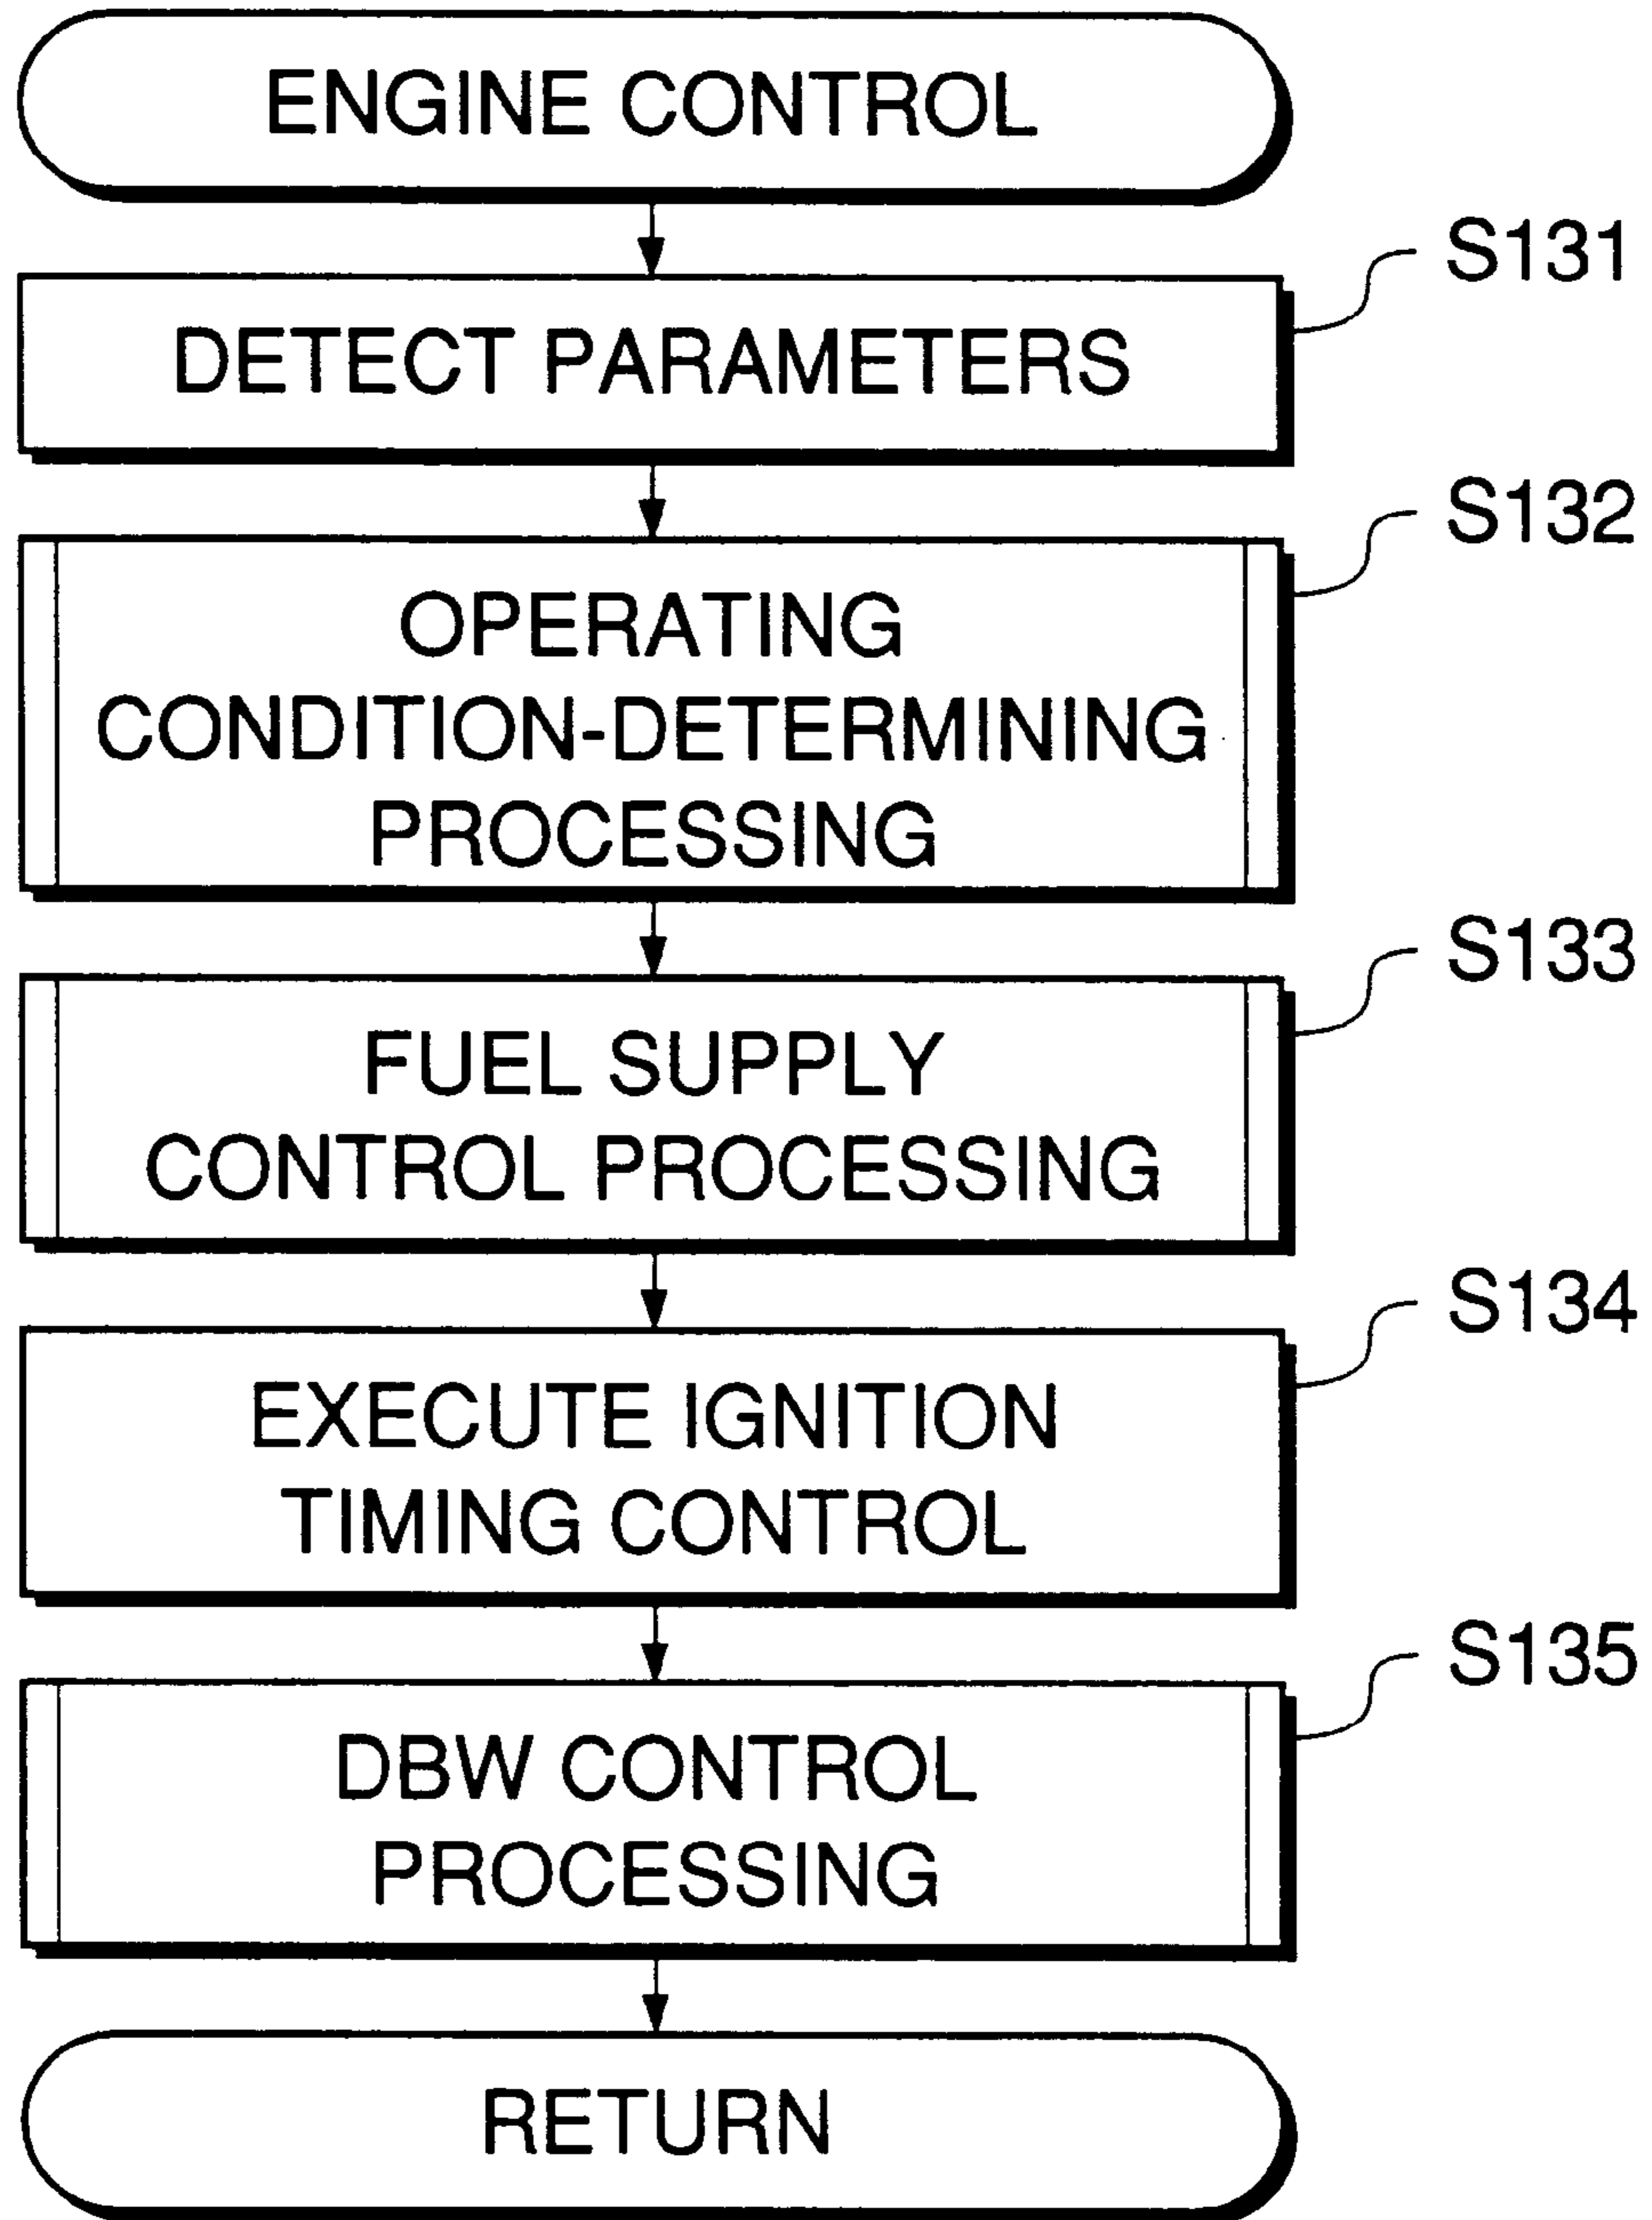 ENGINE CONTROL
S131
DETECT PARAMETERS
S132
OPERATING
CONDITION-DETERMINING
PROCESSING
S133
FUEL SUPPLY
CONTROL PROCESSING
S134
EXECUTE IGNITION
TIMING CONTROL
S135
DBW CONTROL
PROCESSING
RETURN